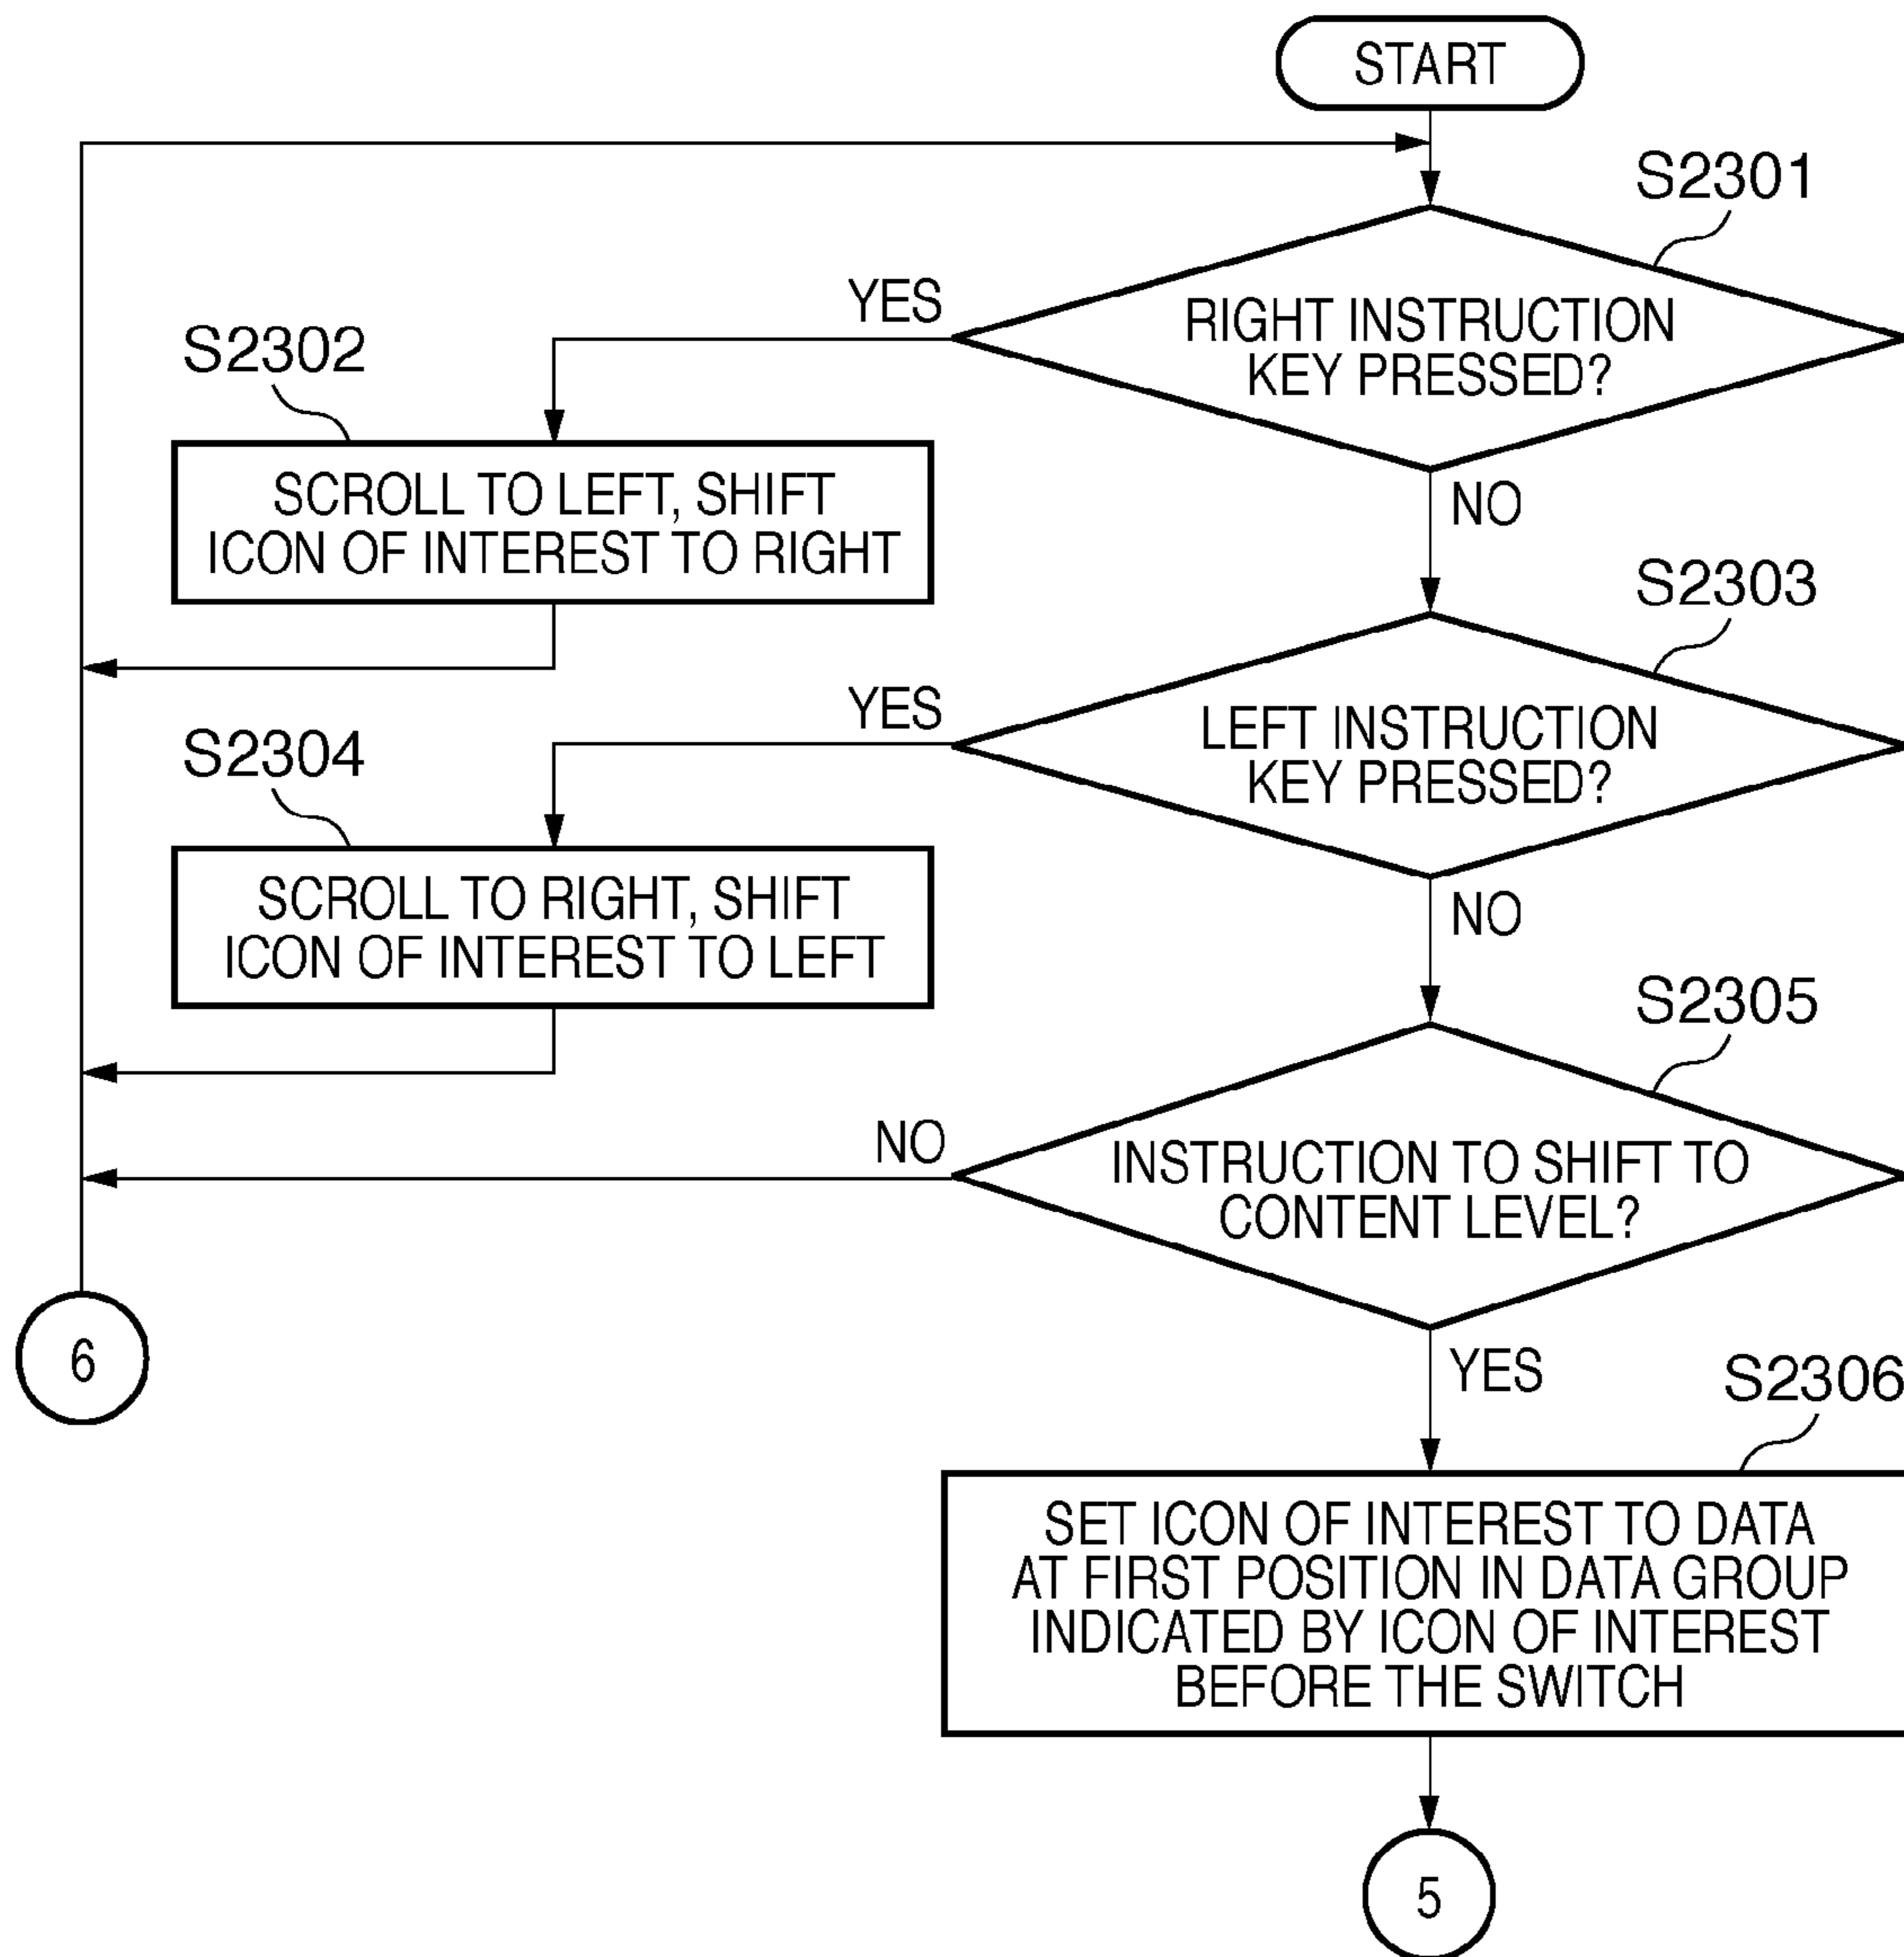 START
S2301
YES
RIGHT INSTRUCTION
KEY PRESSED?
S2302
SCROLL TO LEFT, SHIFT
ICON OF INTEREST TO RIGHT
NO
S2303
YES
LEFT INSTRUCTION
KEY PRESSED?
S2304
SCROLL TO RIGHT, SHIFT
ICON OF INTEREST TO LEFT
NO
S2305
NO
INSTRUCTION TO SHIFT TO
CONTENT LEVEL?
6
YES
S2306
SET ICON OF INTEREST TO DATA
AT FIRST POSITION IN DATA GROUP
INDICATED BY ICON OF INTEREST
BEFORE THE SWITCH
5